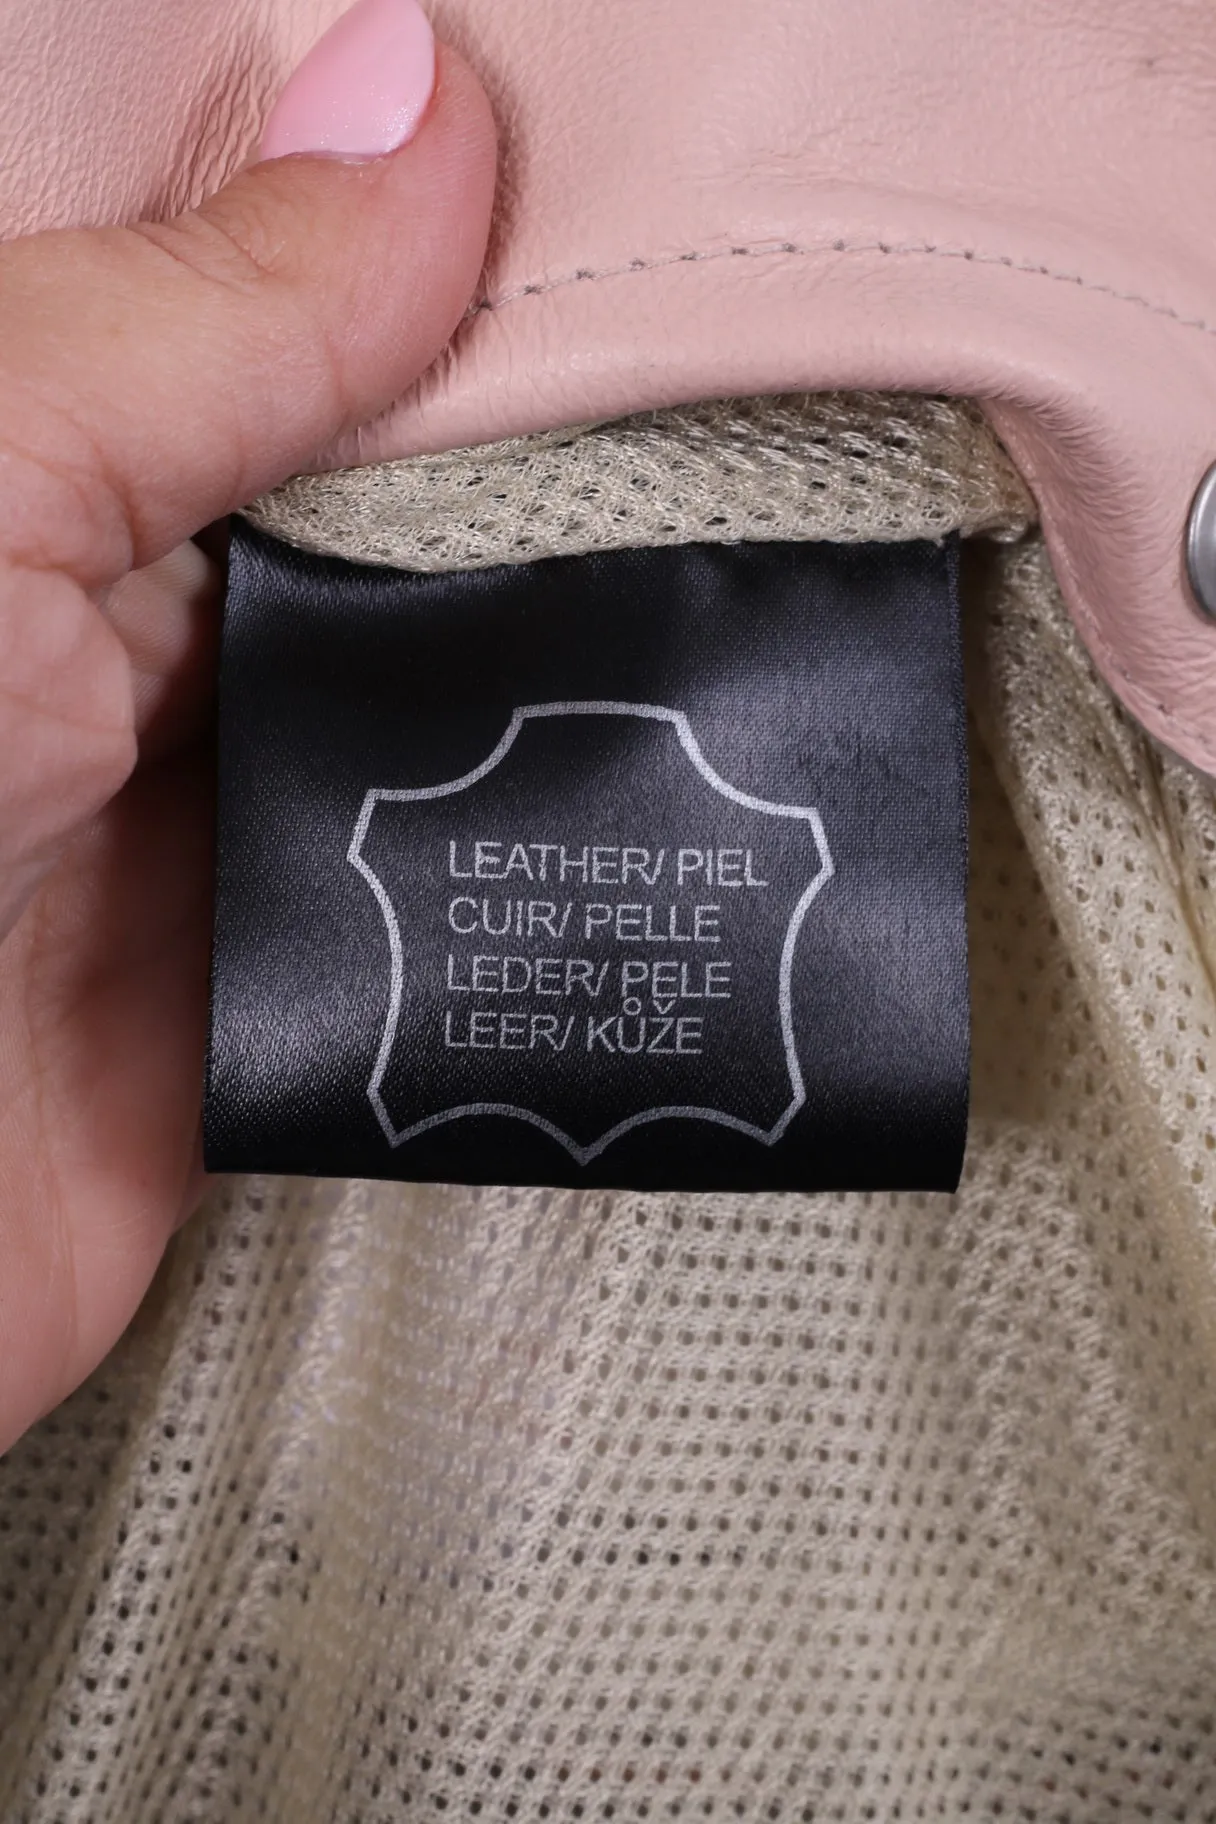 LEATHER/ PIEL
CUIR/ PELLE
LEDER/ PELE
LEER/ KŮŽE